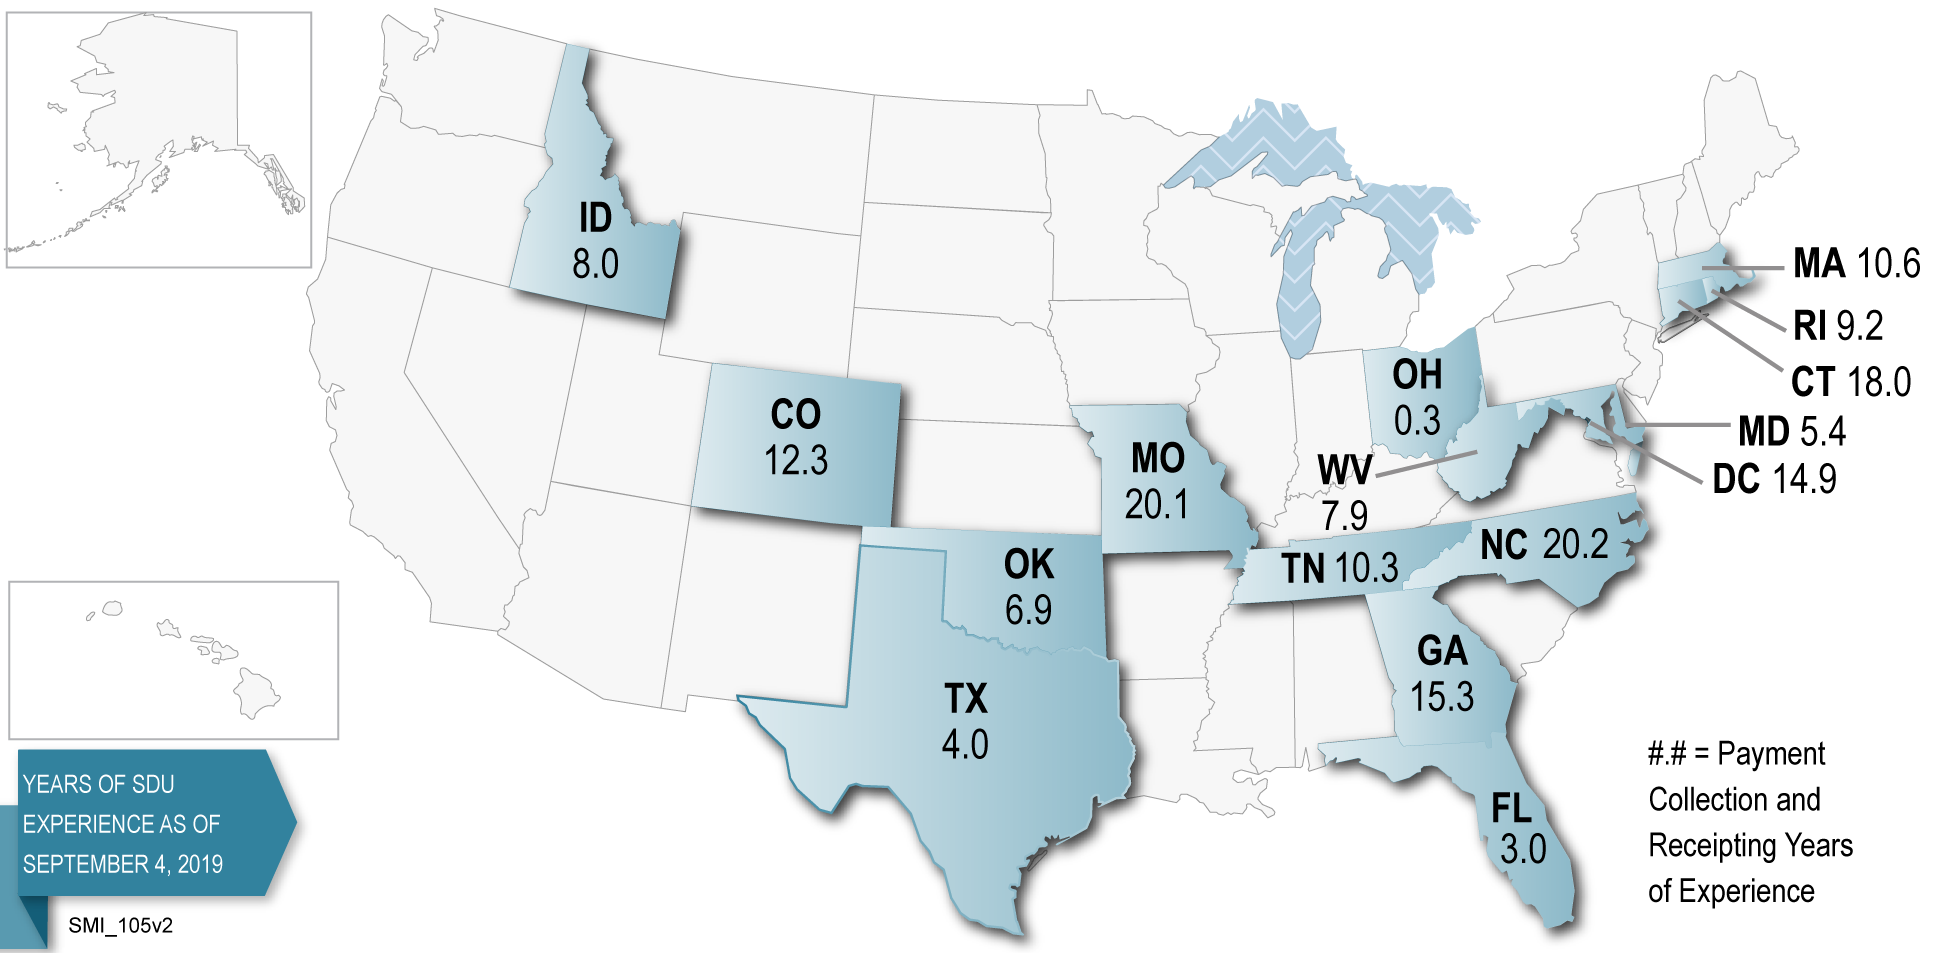 ID
8.0
MA 10.6
RI 9.2
CT 18.0
OH
0.3
CO
12.3
MD 5.4
MO
20.1
WV
7.9
DC 14.9
NC 20.2
TN 10.3
OK
6.9
GA
15.3
TX
4.0
FL
3.0
#.# = Payment
Collection and
Receipting Years
of Experience
YEARS OF SDU
EXPERIENCE AS OF
SEPTEMBER 4, 2019
SMI_105v2